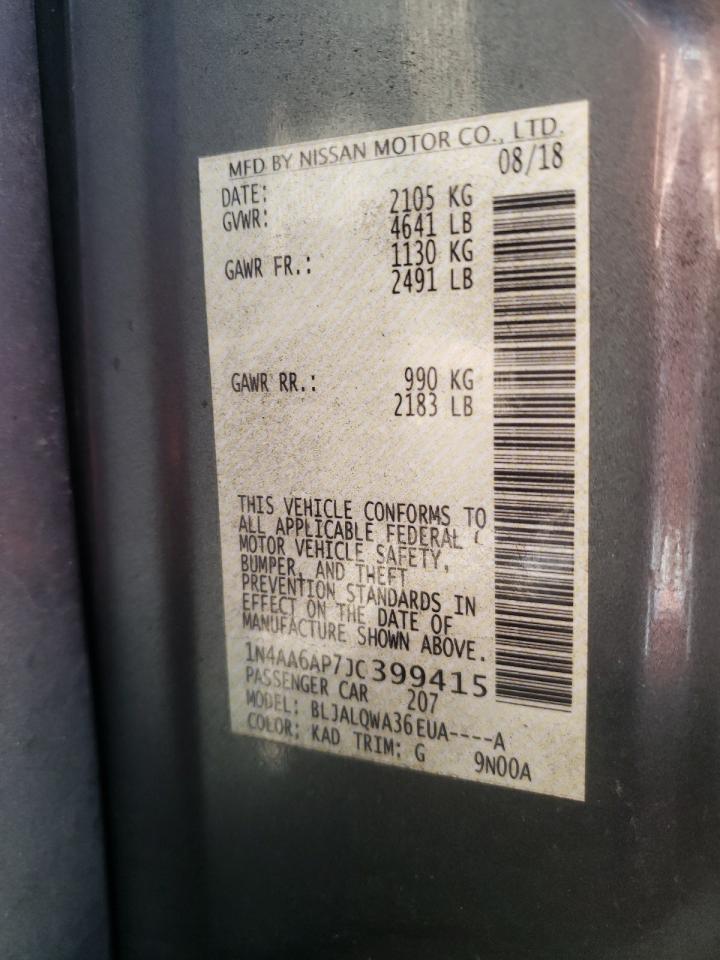 MFD BY NISSAN MOTOR CO., LTD.
DATE: 08/18
GVWR: 2105 KG
4641 LB
GAWR FR.: 1130 KG
2491 LB
GAWR RR.: 990 KG
2183 LB
THIS VEHICLE CONFORMS TO
ALL APPLICABLE FEDERAL
MOTOR VEHICLE SAFETY,
BUMPER, AND THEFT
PREVENTION STANDARDS IN
EFFECT ON THE DATE OF
MANUFACTURE SHOWN ABOVE.
1N4AA6AP7JC399415
PASSENGER CAR 207
MODEL: BLJALQWA36EUA----A
COLOR: KAD TRIM: G 9N00A